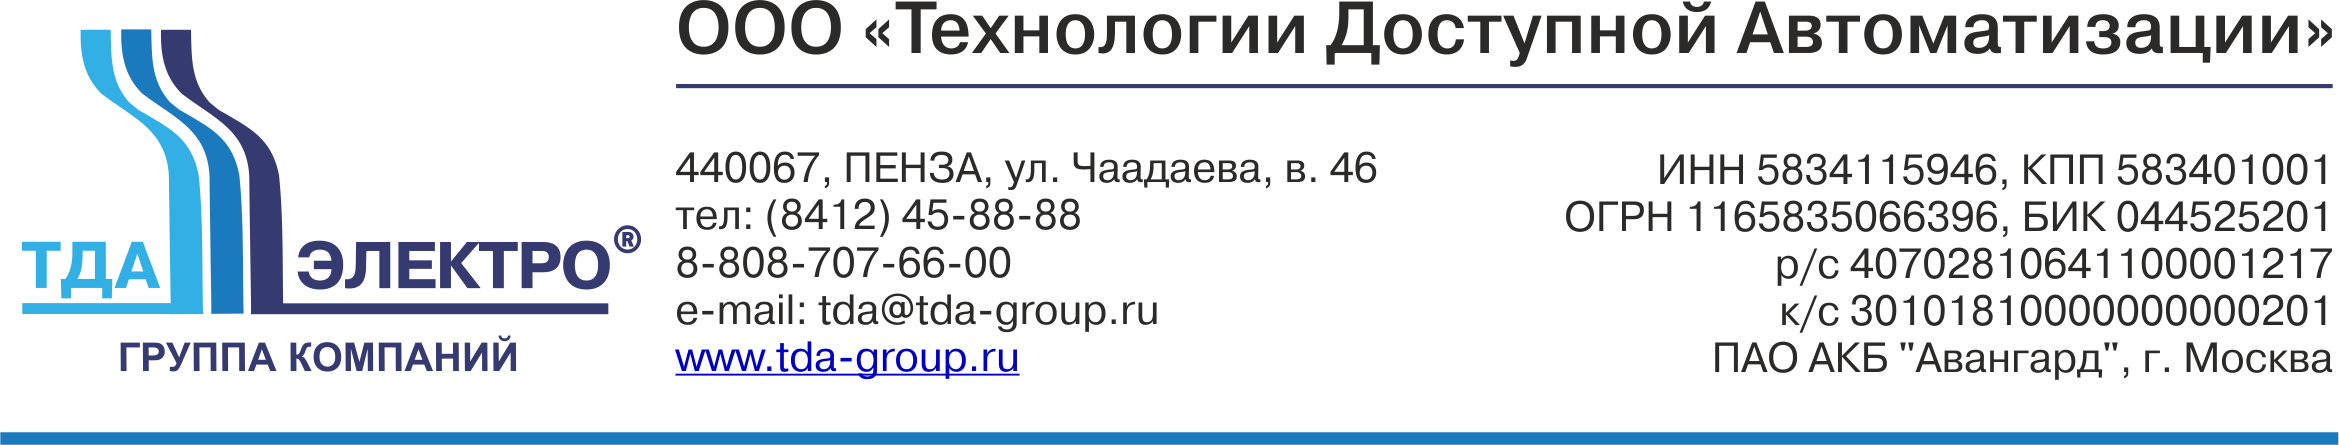 ООО «Технологии Доступной Автоматизации»
ТДА ЭЛЕКТРО®
ГРУППА КОМПАНИЙ
440067, ПЕНЗА, ул. Чаадаева, в. 46
тел: (8412) 45-88-88
8-808-707-66-00
e-mail: tda@tda-group.ru
www.tda-group.ru
ИНН 5834115946, КПП 583401001
ОГРН 1165835066396, БИК 044525201
р/с 40702810641100001217
к/с 30101810000000000201
ПАО АКБ "Авангард", г. Москва